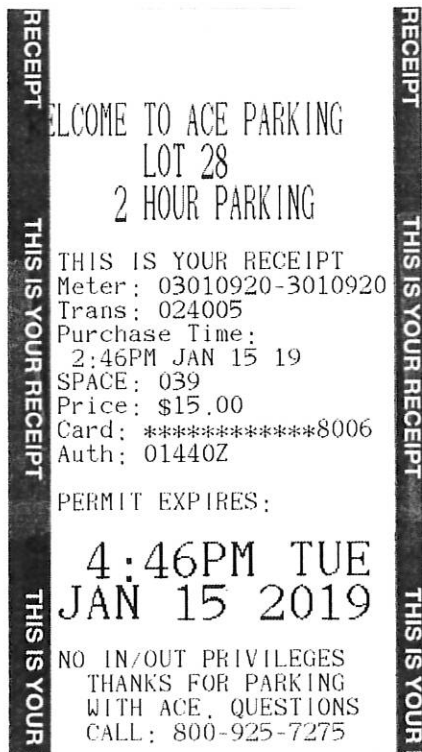 ELCOME TO ACE PARKING
LOT 28
2 HOUR PARKING
THIS IS YOUR RECEIPT
Meter: 03010920-3010920
Trans: 024005
Purchase Time:
2:46PM JAN 15 19
SPACE: 039
Price: $15.00
Card: ************8006
Auth: 01440Z
PERMIT EXPIRES:
4:46PM TUE
JAN 15 2019
NO IN/OUT PRIVILEGES
THANKS FOR PARKING
WITH ACE. QUESTIONS
CALL: 800-925-7275
RECEIPT
THIS IS YOUR RECEIPT
THIS IS YOUR
RECEIPT
THIS IS YOUR RECEIPT
THIS IS YOUR